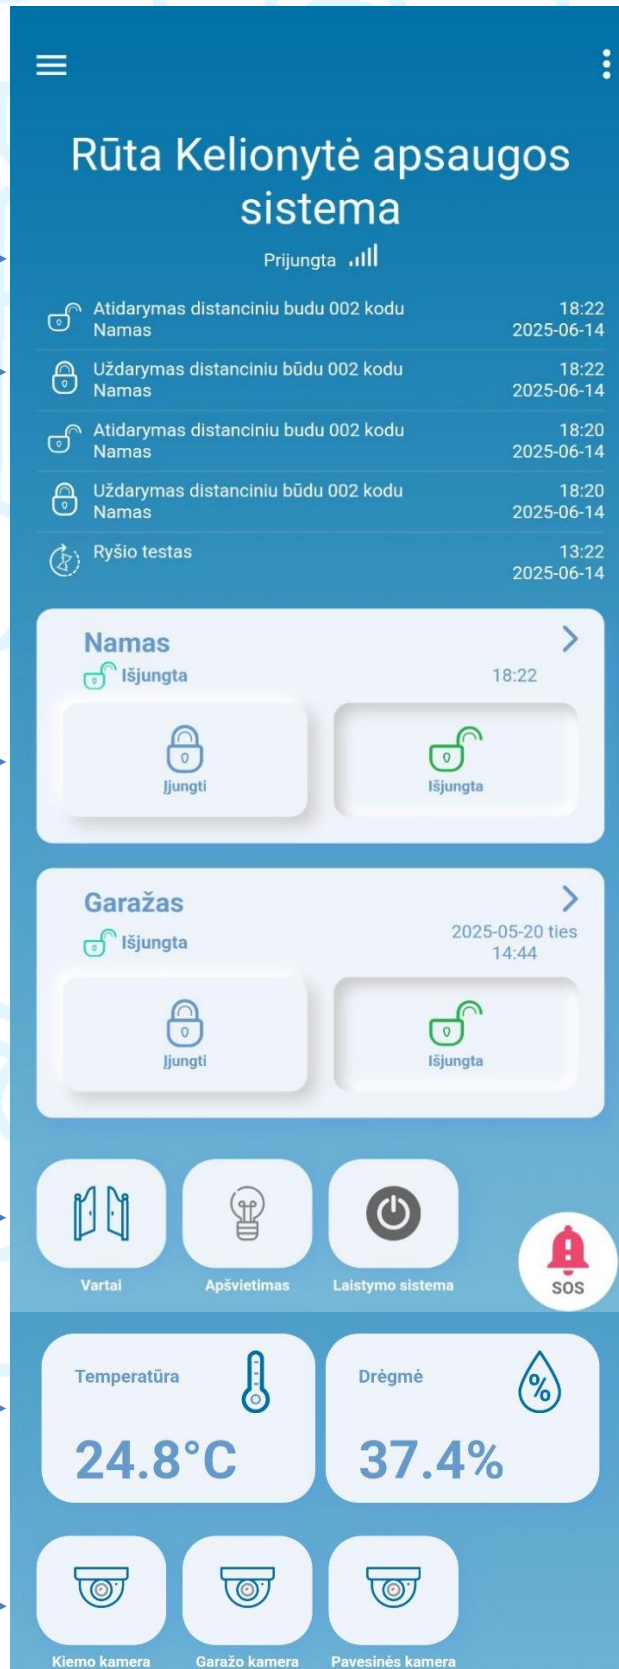 Rūta Kelionytė apsaugos
sistema
Prijungta
Atidarymas distanciniu budu 002 kodu 18:22
Namas 2025-06-14
Uždarymas distanciniu būdu 002 kodu 18:22
Namas 2025-06-14
Atidarymas distanciniu budu 002 kodu 18:20
Namas 2025-06-14
Uždarymas distanciniu būdu 002 kodu 18:20
Namas 2025-06-14
Ryšio testas 13:22
2025-06-14
Namas
Išjungta 18:22
Įjungti Išjungta
Garažas
Išjungta 2025-05-20 ties
14:44
Įjungti Išjungta
Vartai Apšvietimas Laistymo sistema SOS
Temperatūra Drėgmė %
24.8°C 37.4%
Kiemo kamera Garažo kamera Pavesinės kamera